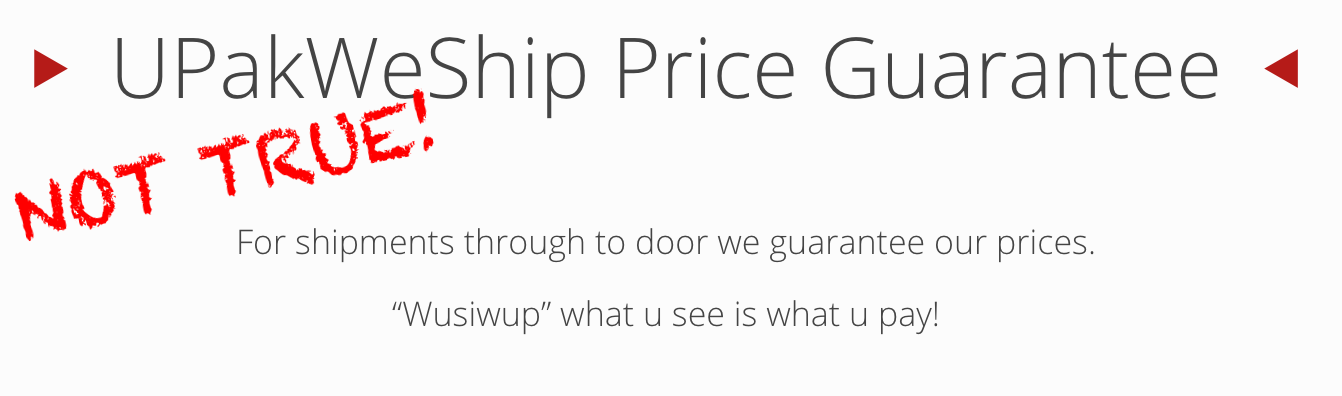 UPakWeShip Price Guarantee
NOT TRUE!
For shipments through to door we guarantee our prices.
“Wusiwup” what u see is what u pay!